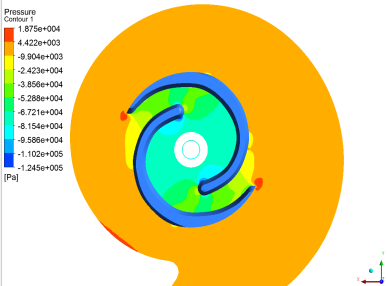 Pressure
Contour 1
1.875e+004
4.422e+003
-9.904e+003
-2.423e+004
-3.856e+004
-5.288e+004
-6.721e+004
-8.154e+004
-9.586e+004
-1.102e+005
-1.245e+005
[Pa]